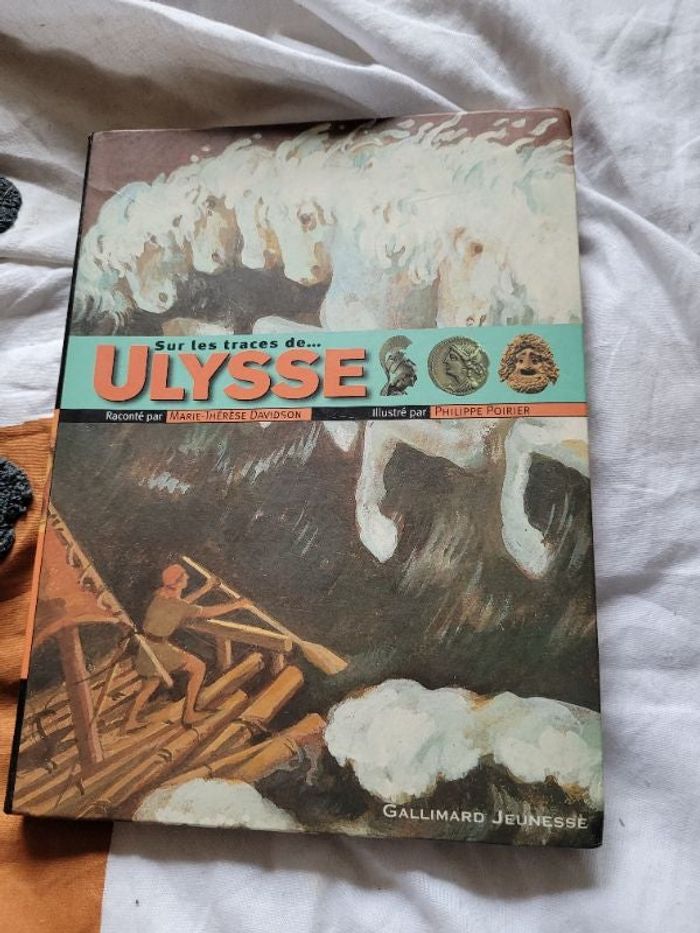 Sur les traces de...
ULYSSE
Raconté par MARIE-THÉRÈSE DAVIDSON Illustré par PHILIPPE POIRIER
GALLIMARD JEUNESSE